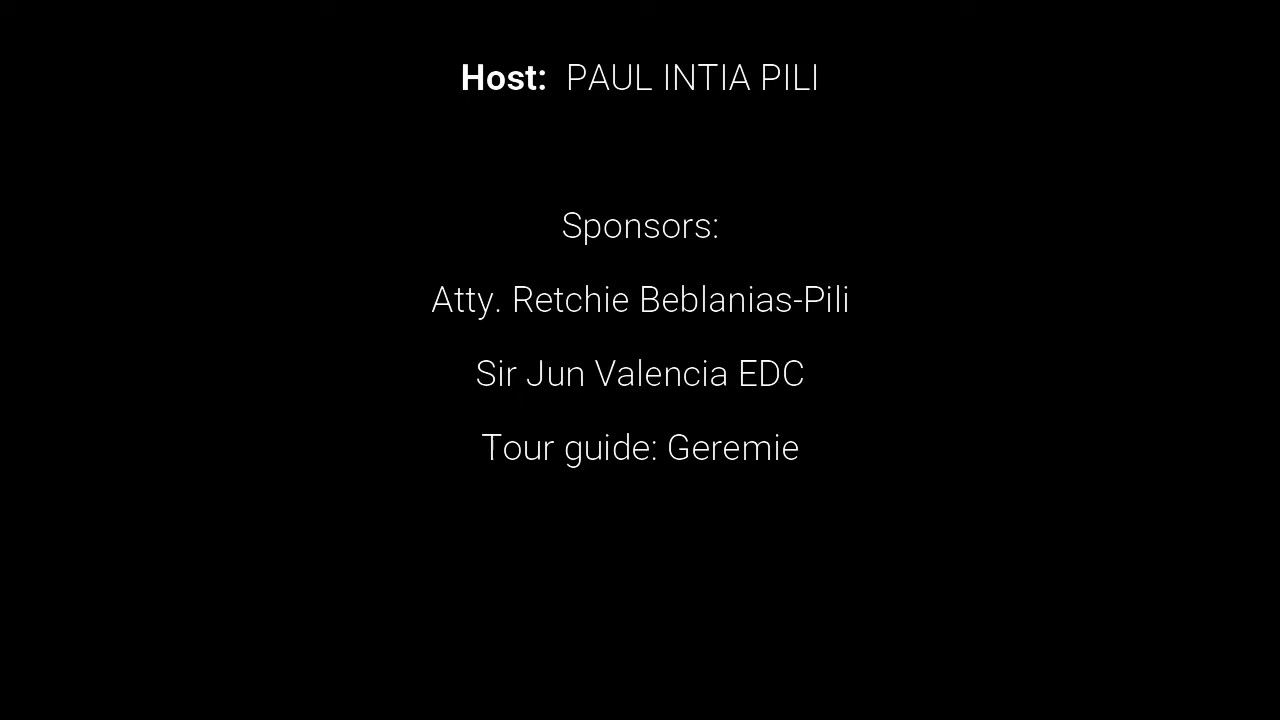 Host: PAUL INTIA PILI
Sponsors:
Atty. Retchie Beblanias-Pili
Sir Jun Valencia EDC
Tour guide: Geremie